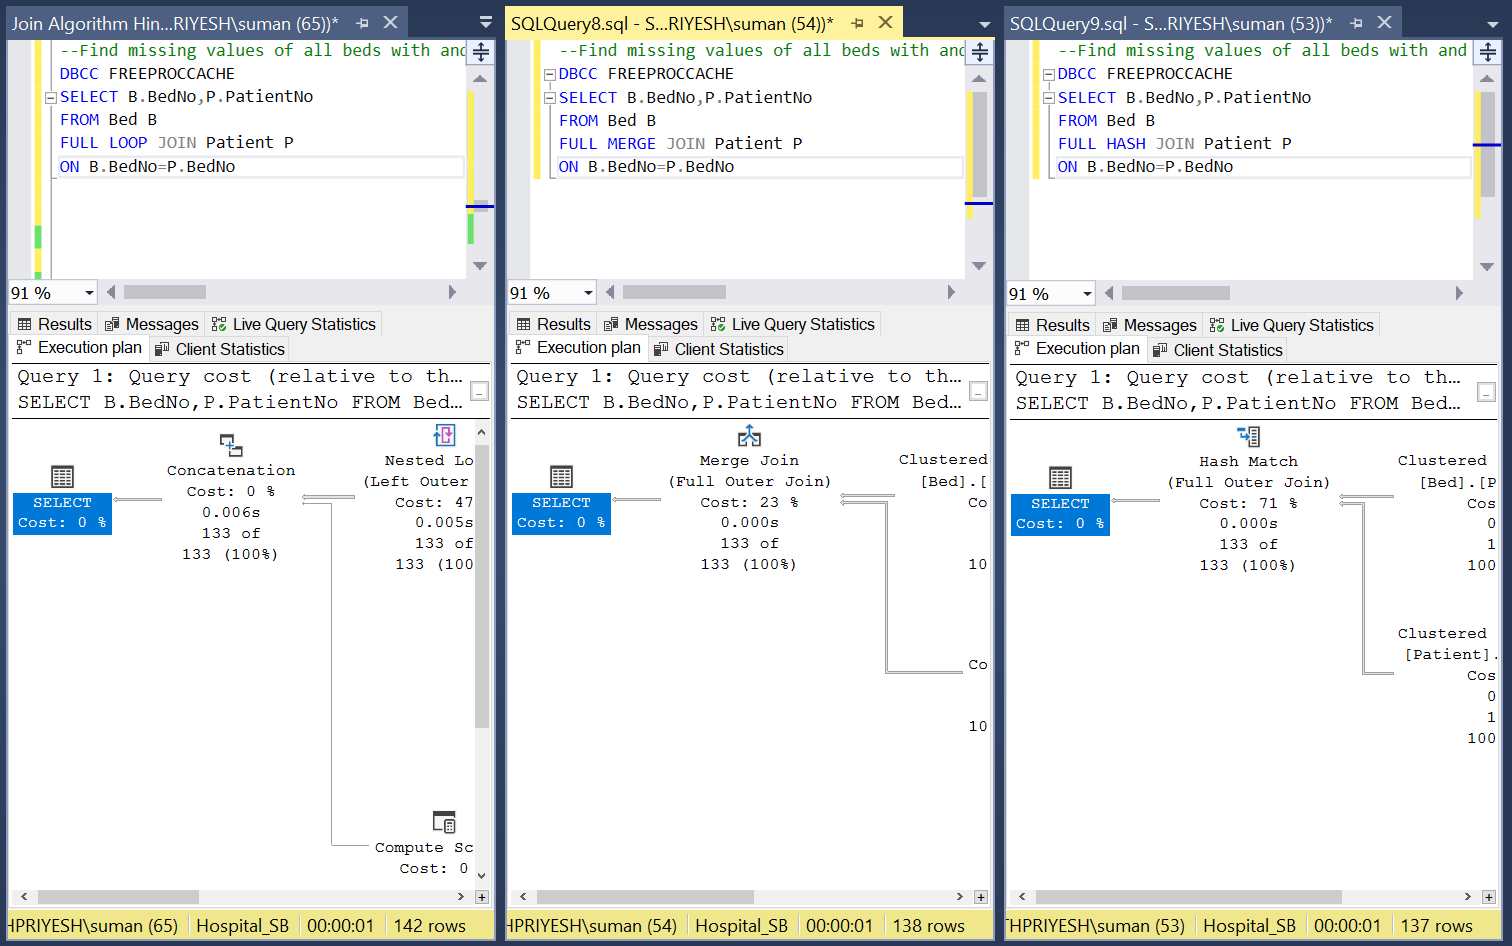 Join Algorithm Hin...RIYESH\suman (65))*
--Find missing values of all beds with and
DBCC FREEPROCCACHE
SELECT B.BedNo,P.PatientNo
FROM Bed B
FULL LOOP JOIN Patient P
ON B.BedNo=P.BedNo
91 %
Results Messages Live Query Statistics
Execution plan Client Statistics
Query 1: Query cost (relative to th...
SELECT B.BedNo,P.PatientNo FROM Bed...
SELECT
Cost: 0 %
Concatenation
Cost: 0 %
0.006s
133 of
133 (100%)
Nested Lo
(Left Outer
Cost: 47
0.005s
133 of
133 (100
Compute Sc
Cost: 0
HPRIYESH\suman (65) Hospital_SB 00:00:01 142 rows
SQLQuery8.sql - S...RIYESH\suman (54))*
--Find missing values of all beds with and
DBCC FREEPROCCACHE
SELECT B.BedNo,P.PatientNo
FROM Bed B
FULL MERGE JOIN Patient P
ON B.BedNo=P.BedNo
91 %
Results Messages Live Query Statistics
Execution plan Client Statistics
Query 1: Query cost (relative to th...
SELECT B.BedNo,P.PatientNo FROM Bed...
SELECT
Cost: 0 %
Merge Join
(Full Outer Join)
Cost: 23 %
0.000s
133 of
133 (100%)
Clustered
[Bed].[
Co
10
Co
10
HPRIYESH\suman (54) Hospital_SB 00:00:01 138 rows
SQLQuery9.sql - S...RIYESH\suman (53))*
--Find missing values of all beds with and
DBCC FREEPROCCACHE
SELECT B.BedNo,P.PatientNo
FROM Bed B
FULL HASH JOIN Patient P
ON B.BedNo=P.BedNo
91 %
Results Messages Live Query Statistics
Execution plan Client Statistics
Query 1: Query cost (relative to th...
SELECT B.BedNo,P.PatientNo FROM Bed...
SELECT
Cost: 0 %
Hash Match
(Full Outer Join)
Cost: 71 %
0.000s
133 of
133 (100%)
Clustered
[Bed].[P
Cos
0
1
100
Clustered
[Patient].
Cos
0
1
100
THPRIYESH\suman (53) Hospital_SB 00:00:01 137 rows